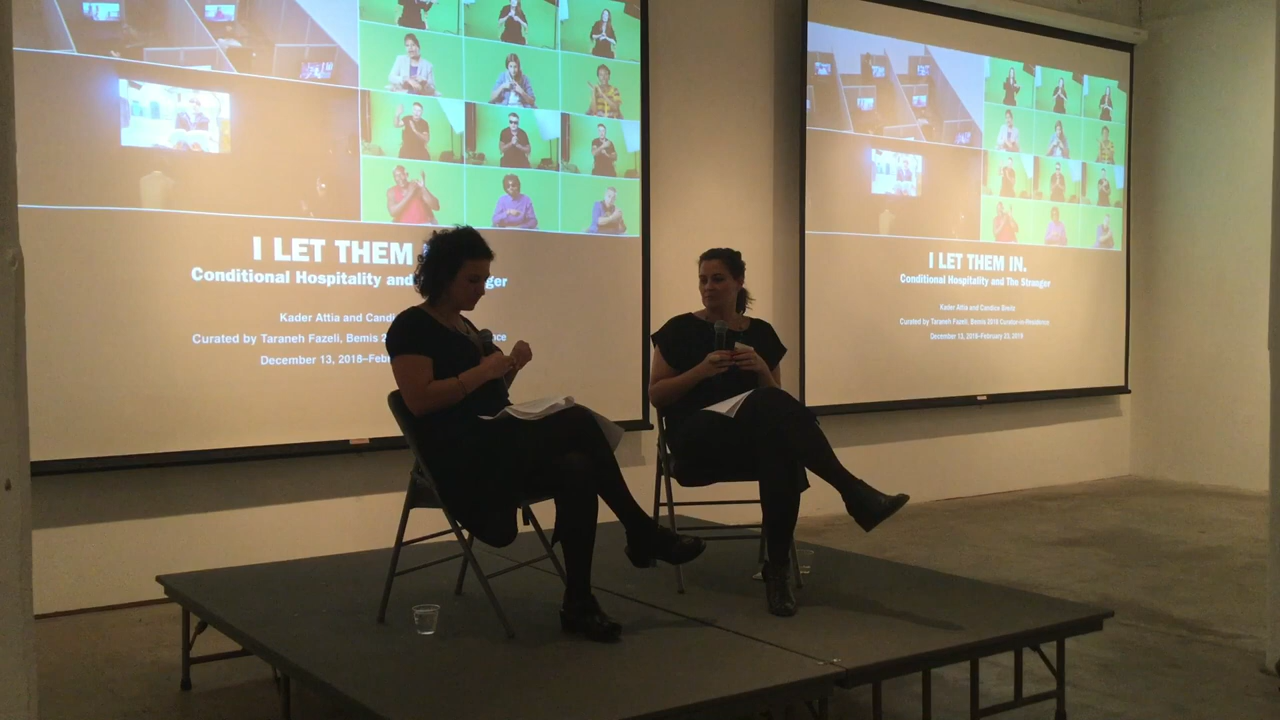 I LET THEM
Conditional Hospitality and ger
Kader Attia and Candi
Curated by Taraneh Fazeli, Bemis 2 nce
December 13, 2018–Febr
I LET THEM IN.
Conditional Hospitality and The Stranger
Kader Attia and Candice Breitz
Curated by Taraneh Fazeli, Bemis 2018 Curator-in-Residence
December 13, 2018–February 23, 2019